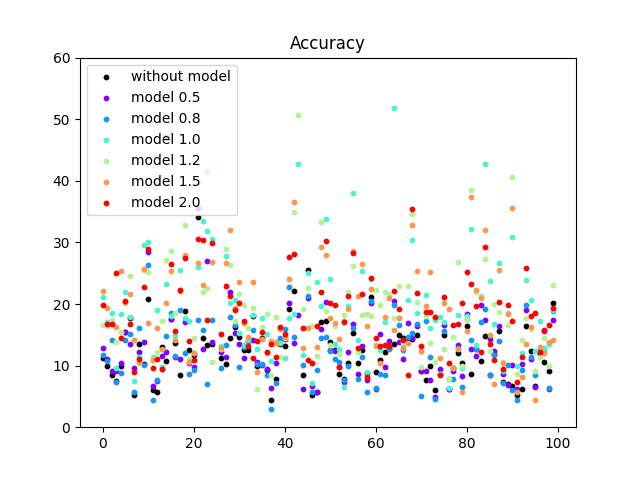 Accuracy
60
50
40
30
20
10
0
without model
model 0.5
model 0.8
model 1.0
model 1.2
model 1.5
model 2.0
0 20 40 60 80 100